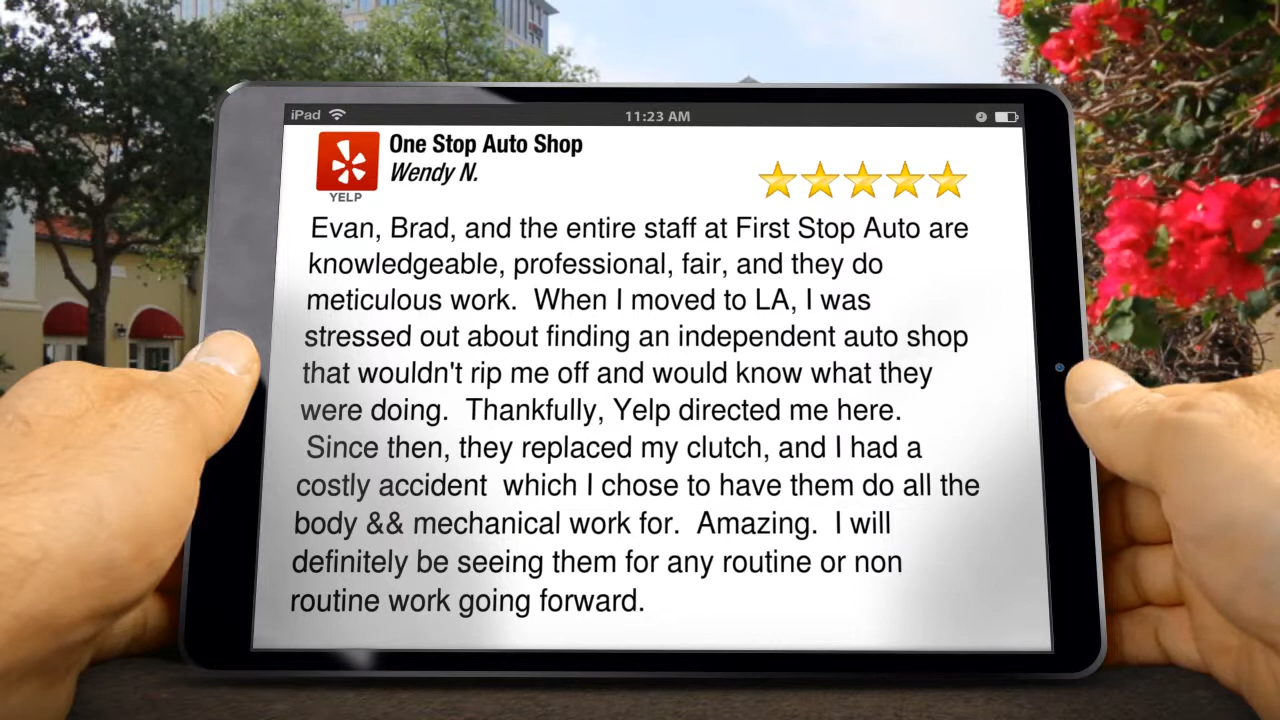 iPad 11:23 AM
One Stop Auto Shop
Wendy N.
YELP
Evan, Brad, and the entire staff at First Stop Auto are
knowledgeable, professional, fair, and they do
meticulous work.  When I moved to LA, I was
stressed out about finding an independent auto shop
that wouldn't rip me off and would know what they
were doing.  Thankfully, Yelp directed me here.
Since then, they replaced my clutch, and I had a
costly accident  which I chose to have them do all the
body && mechanical work for.  Amazing.  I will
definitely be seeing them for any routine or non
routine work going forward.